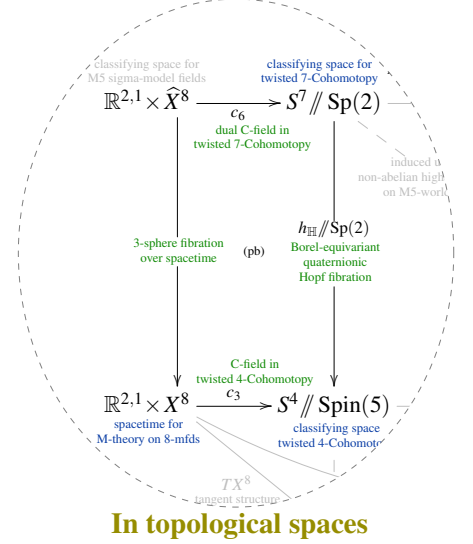 classifying space for
M5 sigma-model fields
classifying space for
twisted 7-Cohomotopy
ℝ^{2,1} × X̂^8
c_6
S^7 ⫽ Sp(2)
dual C-field in
twisted 7-Cohomotopy
induced
non-abelian high
on M5-worl
3-sphere fibration
over spacetime
(pb)
h_ℍ ⫽ Sp(2)
Borel-equivariant
quaternionic
Hopf fibration
C-field in
twisted 4-Cohomotopy
ℝ^{2,1} × X^8
c_3
S^4 ⫽ Spin(5)
spacetime for
M-theory on 8-mfds
classifying space
twisted 4-Cohomoto
TX^8
tangent structure
In topological spaces